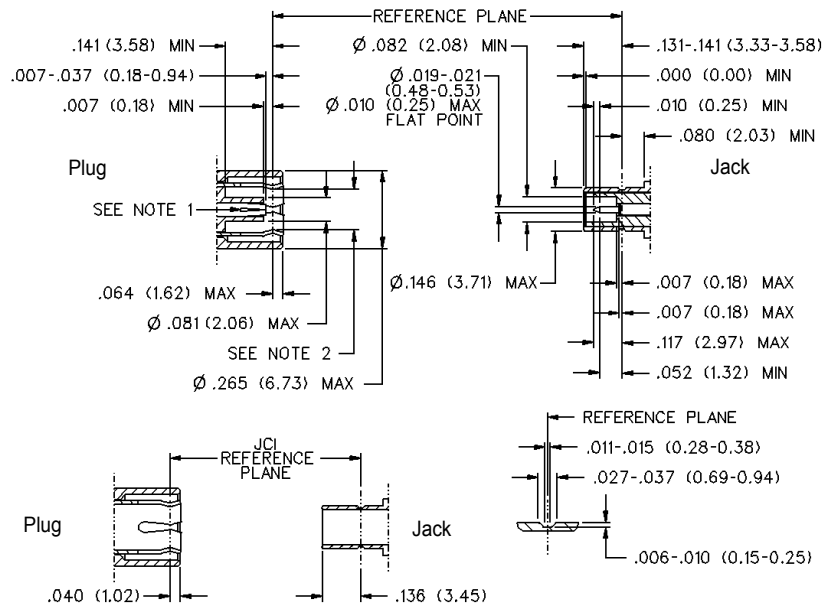 REFERENCE PLANE
.141 (3.58) MIN
Ø.082 (2.08) MIN
.131-.141 (3.33-3.58)
.007-.037 (0.18-0.94)
Ø.019-.021
(0.48-0.53)
.000 (0.00) MIN
.007 (0.18) MIN
Ø.010 (0.25) MAX
FLAT POINT
.010 (0.25) MIN
.080 (2.03) MIN
Plug
Jack
SEE NOTE 1
.064 (1.62) MAX
Ø.146 (3.71) MAX
.007 (0.18) MAX
Ø.081(2.06) MAX
.007 (0.18) MAX
SEE NOTE 2
.117 (2.97) MAX
Ø.265 (6.73) MAX
.052 (1.32) MIN
REFERENCE PLANE
JCI
REFERENCE
PLANE
.011-.015 (0.28-0.38)
.027-.037 (0.69-0.94)
Plug
Jack
.006-.010 (0.15-0.25)
.040 (1.02)
.136 (3.45)